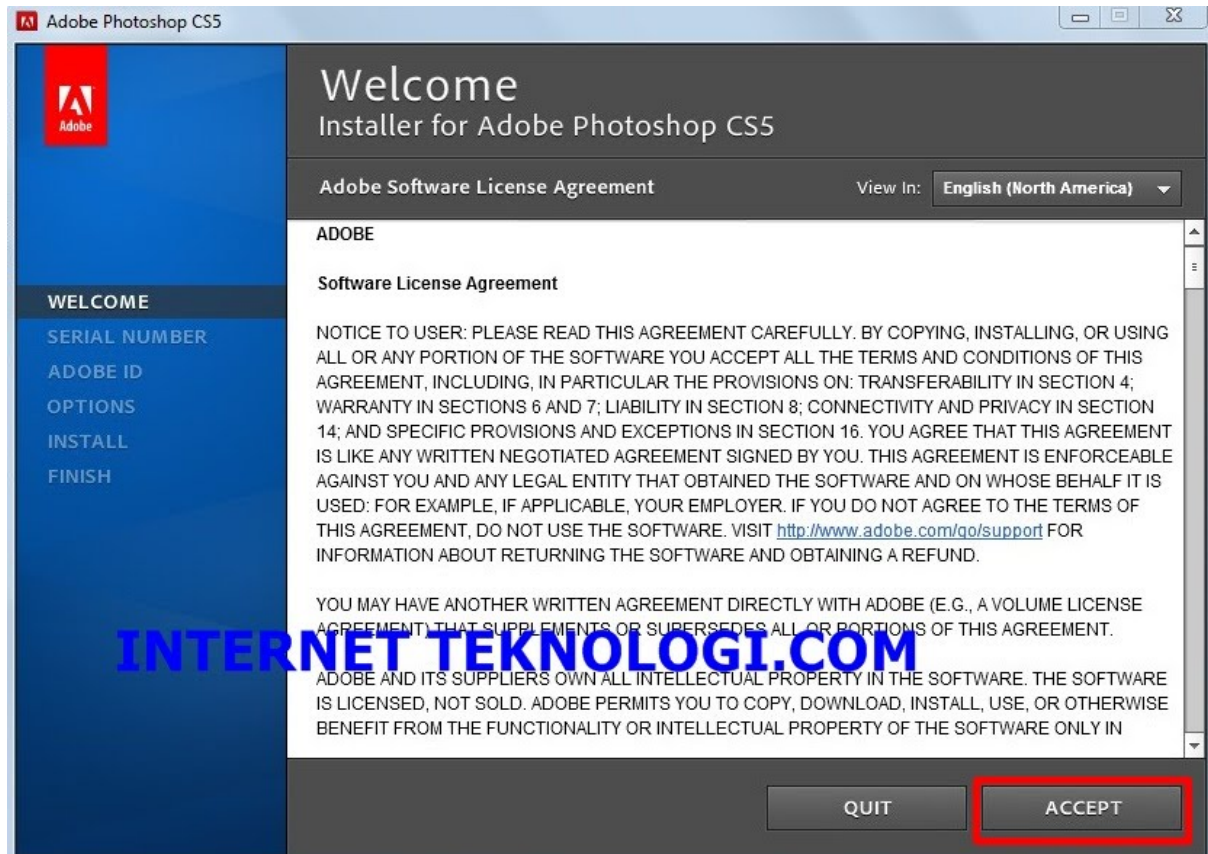 Adobe Photoshop CS5
Adobe
Welcome
Installer for Adobe Photoshop CS5
Adobe Software License Agreement
View In: English (North America)
WELCOME
SERIAL NUMBER
ADOBE ID
OPTIONS
INSTALL
FINISH
ADOBE
Software License Agreement
NOTICE TO USER: PLEASE READ THIS AGREEMENT CAREFULLY. BY COPYING, INSTALLING, OR USING
ALL OR ANY PORTION OF THE SOFTWARE YOU ACCEPT ALL THE TERMS AND CONDITIONS OF THIS
AGREEMENT, INCLUDING, IN PARTICULAR THE PROVISIONS ON: TRANSFERABILITY IN SECTION 4;
WARRANTY IN SECTIONS 6 AND 7; LIABILITY IN SECTION 8; CONNECTIVITY AND PRIVACY IN SECTION
14; AND SPECIFIC PROVISIONS AND EXCEPTIONS IN SECTION 16. YOU AGREE THAT THIS AGREEMENT
IS LIKE ANY WRITTEN NEGOTIATED AGREEMENT SIGNED BY YOU. THIS AGREEMENT IS ENFORCEABLE
AGAINST YOU AND ANY LEGAL ENTITY THAT OBTAINED THE SOFTWARE AND ON WHOSE BEHALF IT IS
USED: FOR EXAMPLE, IF APPLICABLE, YOUR EMPLOYER. IF YOU DO NOT AGREE TO THE TERMS OF
THIS AGREEMENT, DO NOT USE THE SOFTWARE. VISIT http://www.adobe.com/go/support FOR
INFORMATION ABOUT RETURNING THE SOFTWARE AND OBTAINING A REFUND.
YOU MAY HAVE ANOTHER WRITTEN AGREEMENT DIRECTLY WITH ADOBE (E.G., A VOLUME LICENSE
AGREEMENT) THAT SUPPLEMENTS OR SUPERSEDES ALL OR PORTIONS OF THIS AGREEMENT.
INTERNET TEKNOLOGI.COM
ADOBE AND ITS SUPPLIERS OWN ALL INTELLECTUAL PROPERTY IN THE SOFTWARE. THE SOFTWARE
IS LICENSED, NOT SOLD. ADOBE PERMITS YOU TO COPY, DOWNLOAD, INSTALL, USE, OR OTHERWISE
BENEFIT FROM THE FUNCTIONALITY OR INTELLECTUAL PROPERTY OF THE SOFTWARE ONLY IN
QUIT
ACCEPT